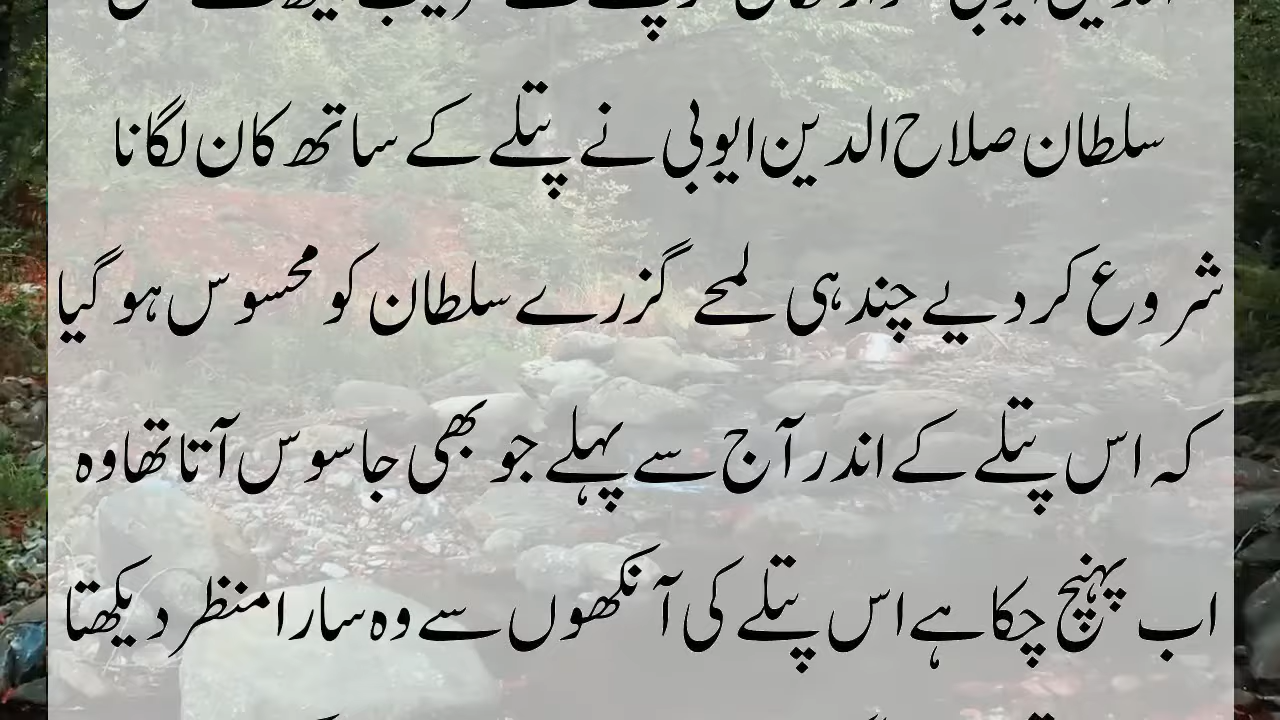 سلطان صلاح الدین ایوبی نے پتلے کے ساتھ کان لگانا
شروع کر دیے چند ہی لمحے گزرے سلطان کو محسوس ہو گیا
کہ اس پتلے کے اندر آج سے پہلے جو بھی جاسوس آتا تھا وہ
اب پہنچ چکا ہے اس پتلے کی آنکھوں سے وہ سارا منظر دیکھتا